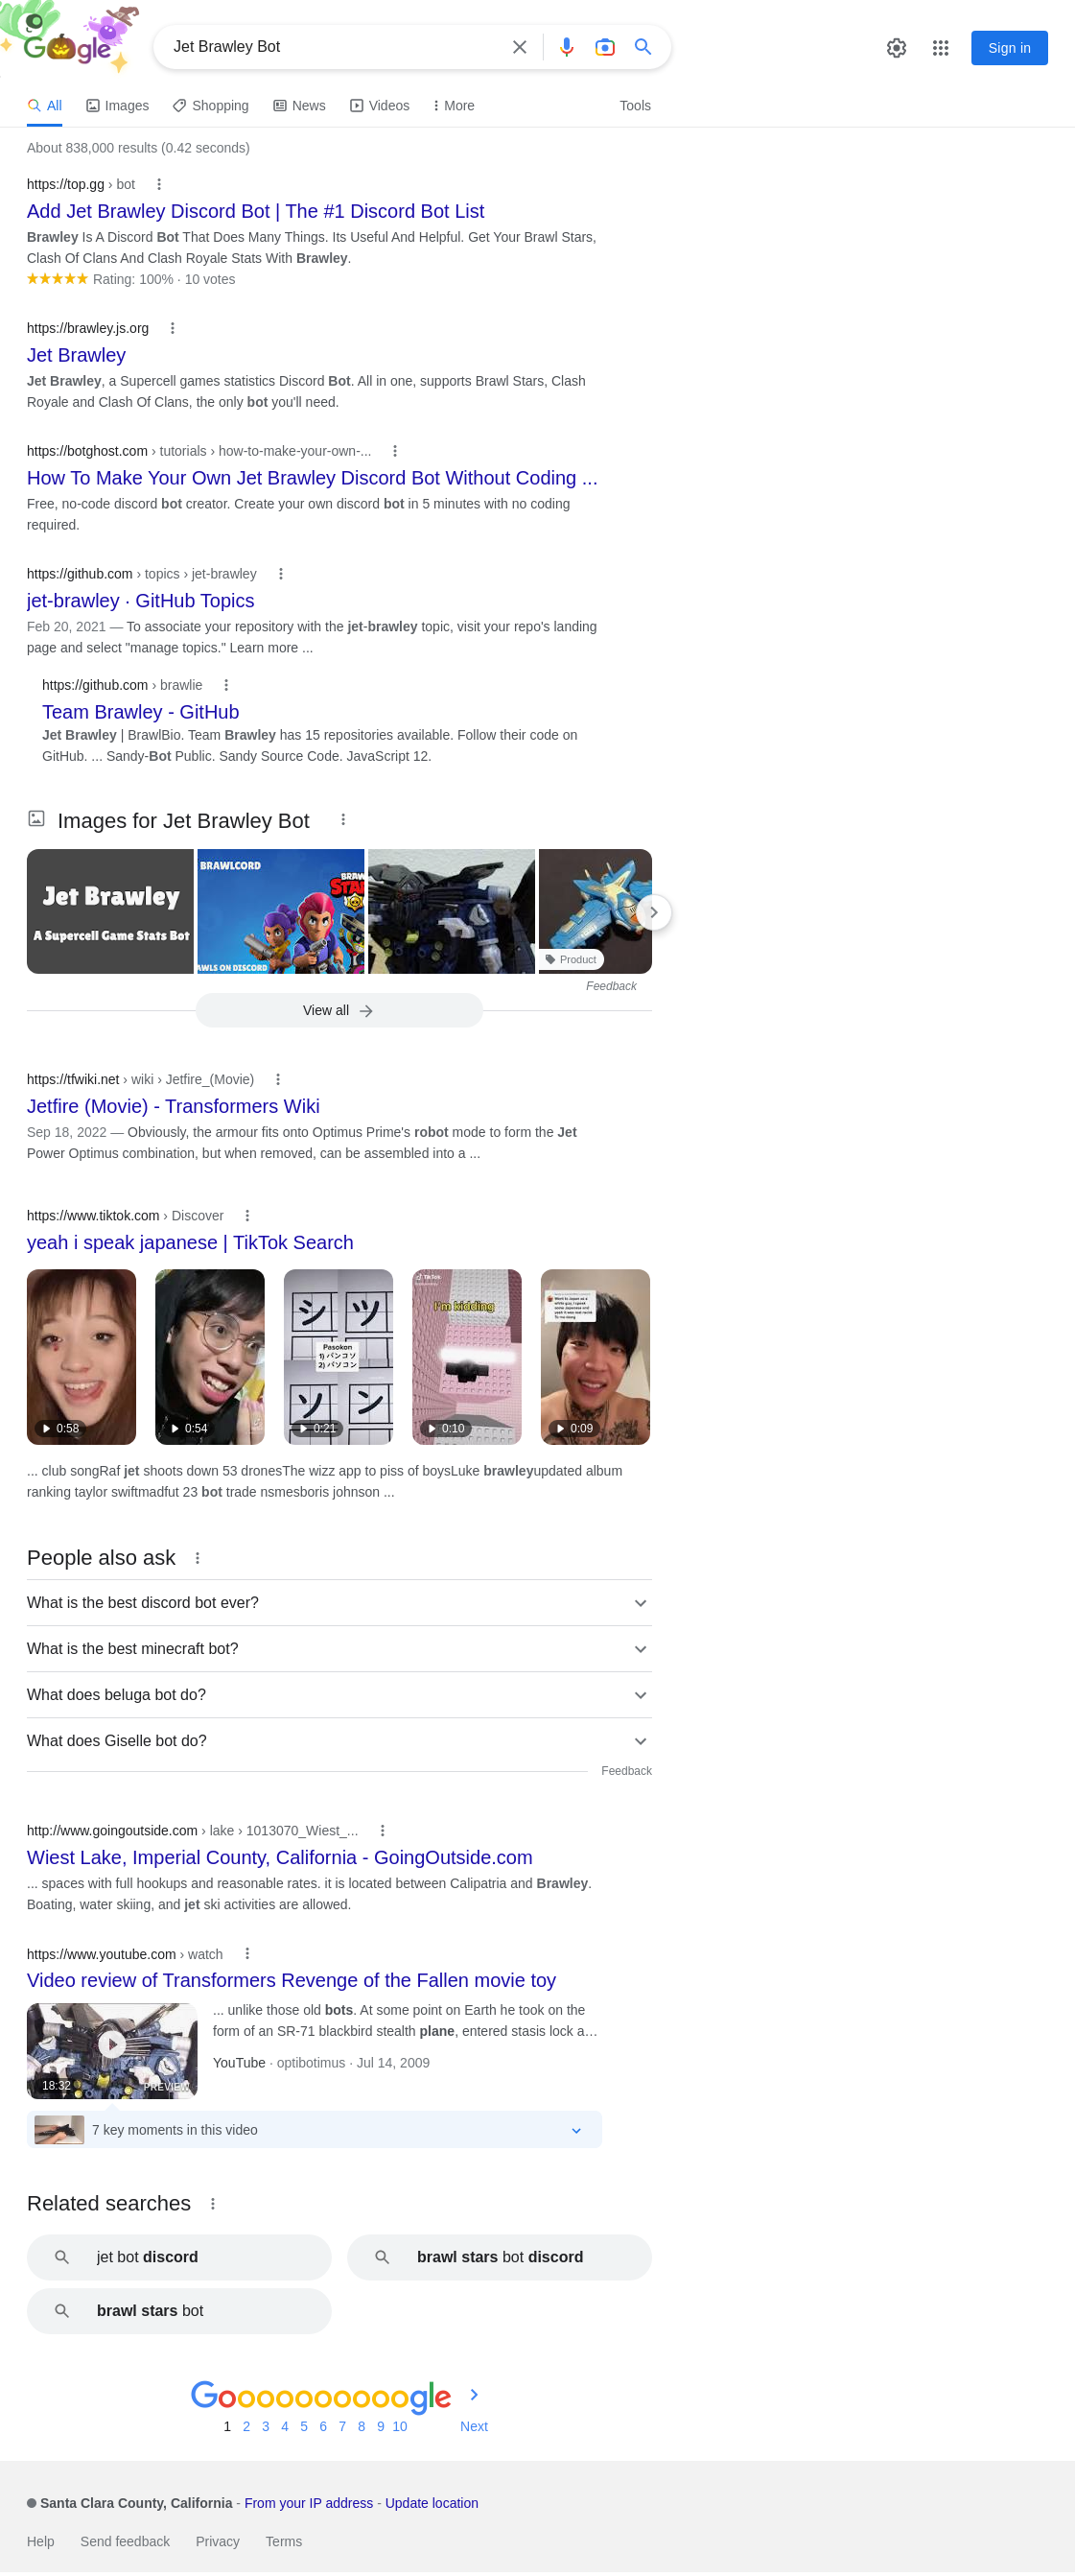 Google
Jet Brawley Bot
Sign in
All
Images
Shopping
News
Videos
More
Tools
About 838,000 results (0.42 seconds)
https://top.gg › bot
Add Jet Brawley Discord Bot | The #1 Discord Bot List
Brawley Is A Discord Bot That Does Many Things. Its Useful And Helpful. Get Your Brawl Stars,
Clash Of Clans And Clash Royale Stats With Brawley.
Rating: 100% · 10 votes
https://brawley.js.org
Jet Brawley
Jet Brawley, a Supercell games statistics Discord Bot. All in one, supports Brawl Stars, Clash
Royale and Clash Of Clans, the only bot you'll need.
https://botghost.com › tutorials › how-to-make-your-own-...
How To Make Your Own Jet Brawley Discord Bot Without Coding ...
Free, no-code discord bot creator. Create your own discord bot in 5 minutes with no coding
required.
https://github.com › topics › jet-brawley
jet-brawley · GitHub Topics
Feb 20, 2021 — To associate your repository with the jet-brawley topic, visit your repo's landing
page and select "manage topics." Learn more ...
https://github.com › brawlie
Team Brawley - GitHub
Jet Brawley | BrawlBio. Team Brawley has 15 repositories available. Follow their code on
GitHub. ... Sandy-Bot Public. Sandy Source Code. JavaScript 12.
Images for Jet Brawley Bot
Jet Brawley
A Supercell Game Stats Bot
BRAWLCORD
BRAW
STA
AWLS ON DISCORD
Product
Feedback
View all
https://tfwiki.net › wiki › Jetfire_(Movie)
Jetfire (Movie) - Transformers Wiki
Sep 18, 2022 — Obviously, the armour fits onto Optimus Prime's robot mode to form the Jet
Power Optimus combination, but when removed, can be assembled into a ...
https://www.tiktok.com › Discover
yeah i speak japanese | TikTok Search
0:58
0:54
シ ツ
Pasokon
1) パンコソ
2) パソコン
ソ ン
0:21
TikTok
I'm kidding
0:10
0:09
... club songRaf jet shoots down 53 dronesThe wizz app to piss of boysLuke brawleyupdated album
ranking taylor swiftmadfut 23 bot trade nsmesboris johnson ...
People also ask
What is the best discord bot ever?
What is the best minecraft bot?
What does beluga bot do?
What does Giselle bot do?
Feedback
http://www.goingoutside.com › lake › 1013070_Wiest_...
Wiest Lake, Imperial County, California - GoingOutside.com
... spaces with full hookups and reasonable rates. it is located between Calipatria and Brawley.
Boating, water skiing, and jet ski activities are allowed.
https://www.youtube.com › watch
Video review of Transformers Revenge of the Fallen movie toy
... unlike those old bots. At some point on Earth he took on the
form of an SR-71 blackbird stealth plane, entered stasis lock a…
18:32
PREVIEW
YouTube · optibotimus · Jul 14, 2009
7 key moments in this video
Related searches
jet bot discord
brawl stars bot discord
brawl stars bot
Goooooooooogle
1 2 3 4 5 6 7 8 9 10 Next
Santa Clara County, California - From your IP address - Update location
Help Send feedback Privacy Terms